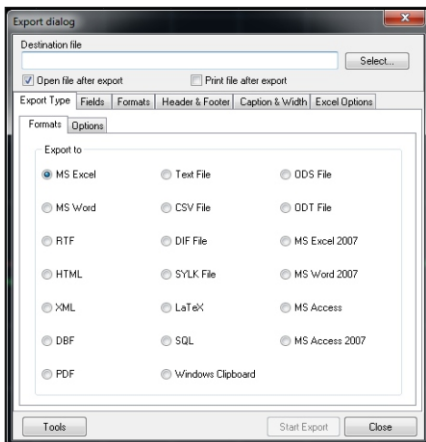 Export dialog
Destination file
Select...
Open file after export Print file after export
Export Type Fields Formats Header & Footer Caption & Width Excel Options
Formats Options
Export to
MS Excel Text File ODS File
MS Word CSV File ODT File
RTF DIF File MS Excel 2007
HTML SYLK File MS Word 2007
XML LaTeX MS Access
DBF SQL MS Access 2007
PDF Windows Clipboard
Tools Start Export Close